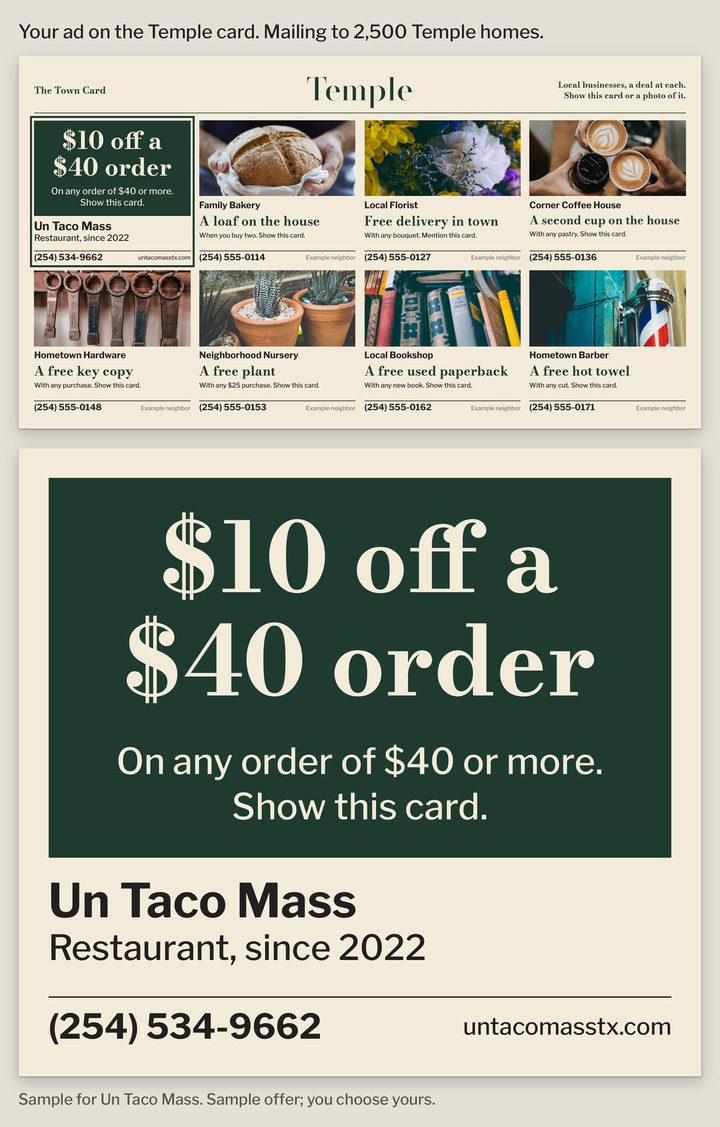 Your ad on the Temple card. Mailing to 2,500 Temple homes.
The Town Card
Temple
Local businesses, a deal at each.
Show this card or a photo of it.
$10 off a
$40 order
On any order of $40 or more.
Show this card.
Un Taco Mass
Restaurant, since 2022
(254) 534-9662
untacomasstx.com
Family Bakery
A loaf on the house
When you buy two. Show this card.
(254) 555-0114
Example neighbor
Local Florist
Free delivery in town
With any bouquet. Mention this card.
(254) 555-0127
Example neighbor
Corner Coffee House
A second cup on the house
With any pastry. Show this card.
(254) 555-0136
Example neighbor
Hometown Hardware
A free key copy
With any purchase. Show this card.
(254) 555-0148
Example neighbor
Neighborhood Nursery
A free plant
With any $25 purchase. Show this card.
(254) 555-0153
Example neighbor
Local Bookshop
A free used paperback
With any new book. Show this card.
(254) 555-0162
Example neighbor
Hometown Barber
A free hot towel
With any cut. Show this card.
(254) 555-0171
Example neighbor
$10 off a
$40 order
On any order of $40 or more.
Show this card.
Un Taco Mass
Restaurant, since 2022
(254) 534-9662
untacomasstx.com
Sample for Un Taco Mass. Sample offer; you choose yours.